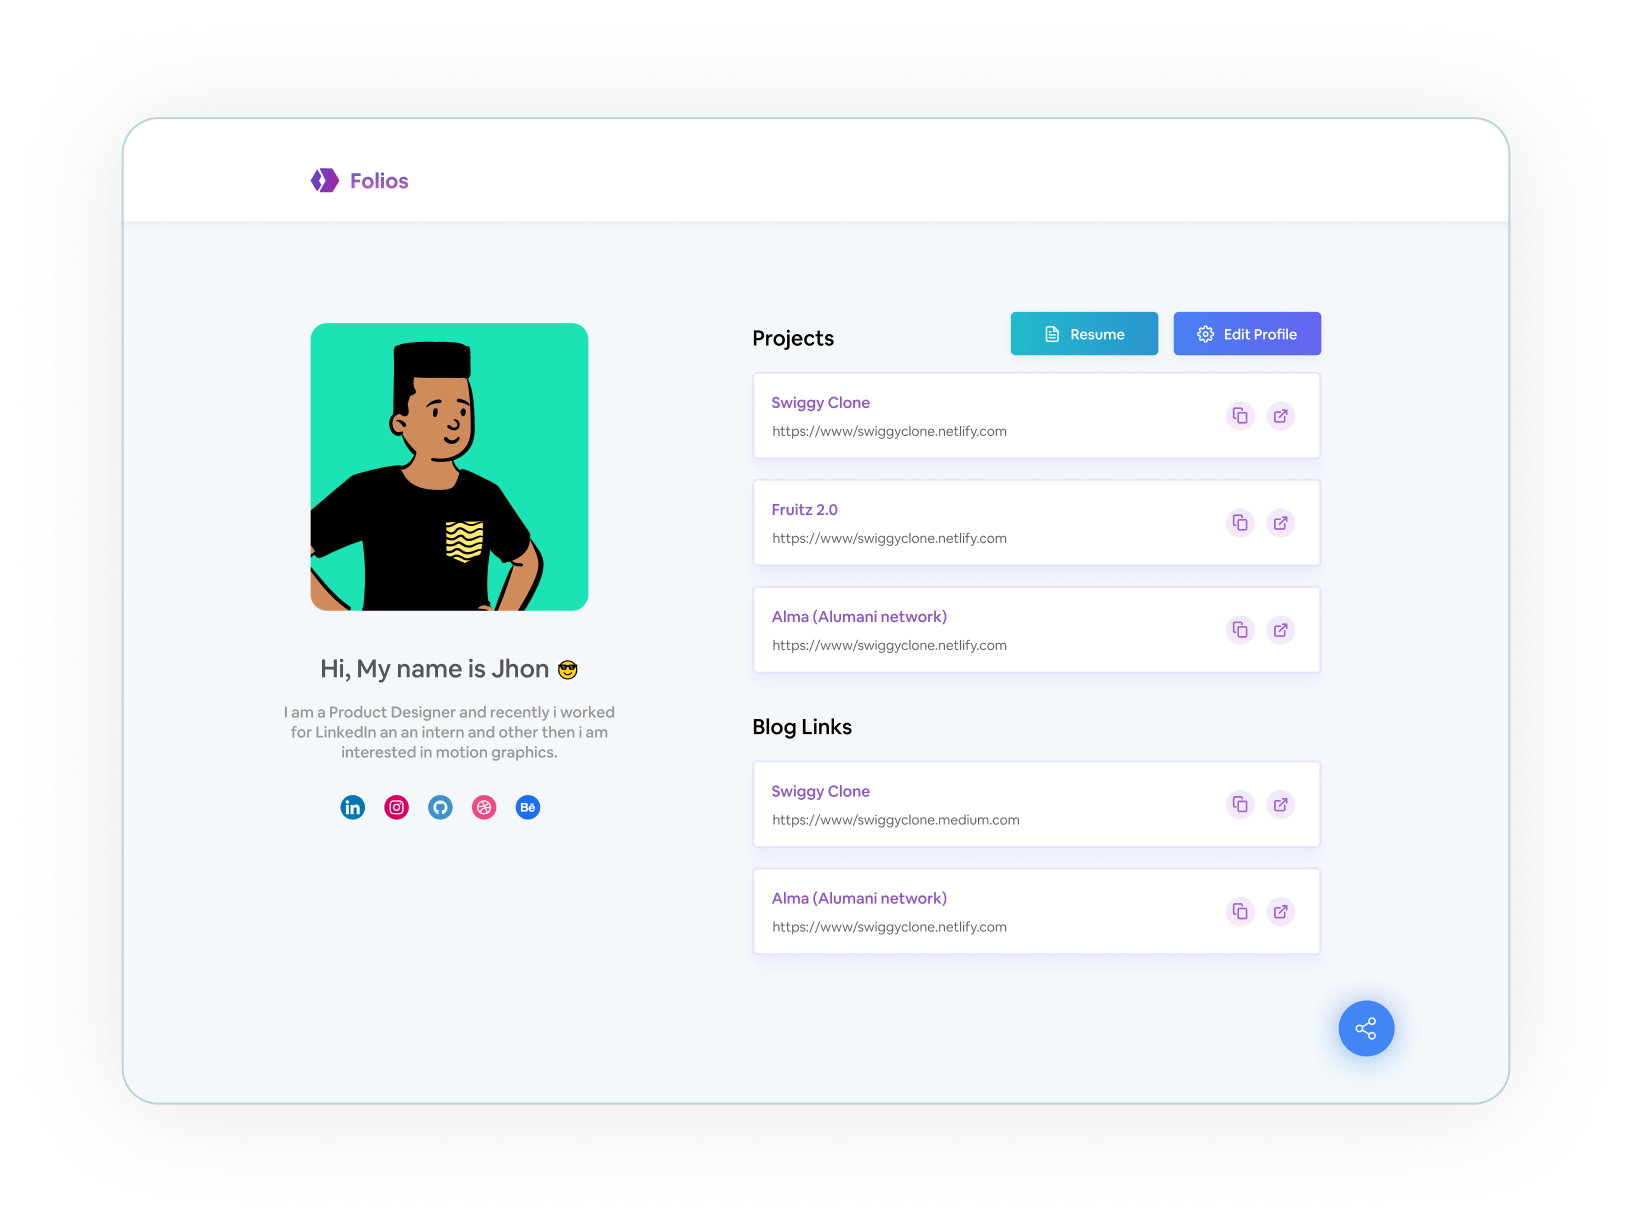 Folios
Hi, My name is Jhon 😎
I am a Product Designer and recently i worked
for LinkedIn an an intern and other then i am
interested in motion graphics.
in
Bē
Projects
Resume
Edit Profile
Swiggy Clone
https://www/swiggyclone.netlify.com
Fruitz 2.0
https://www/swiggyclone.netlify.com
Alma (Alumani network)
https://www/swiggyclone.netlify.com
Blog Links
Swiggy Clone
https://www/swiggyclone.medium.com
Alma (Alumani network)
https://www/swiggyclone.netlify.com